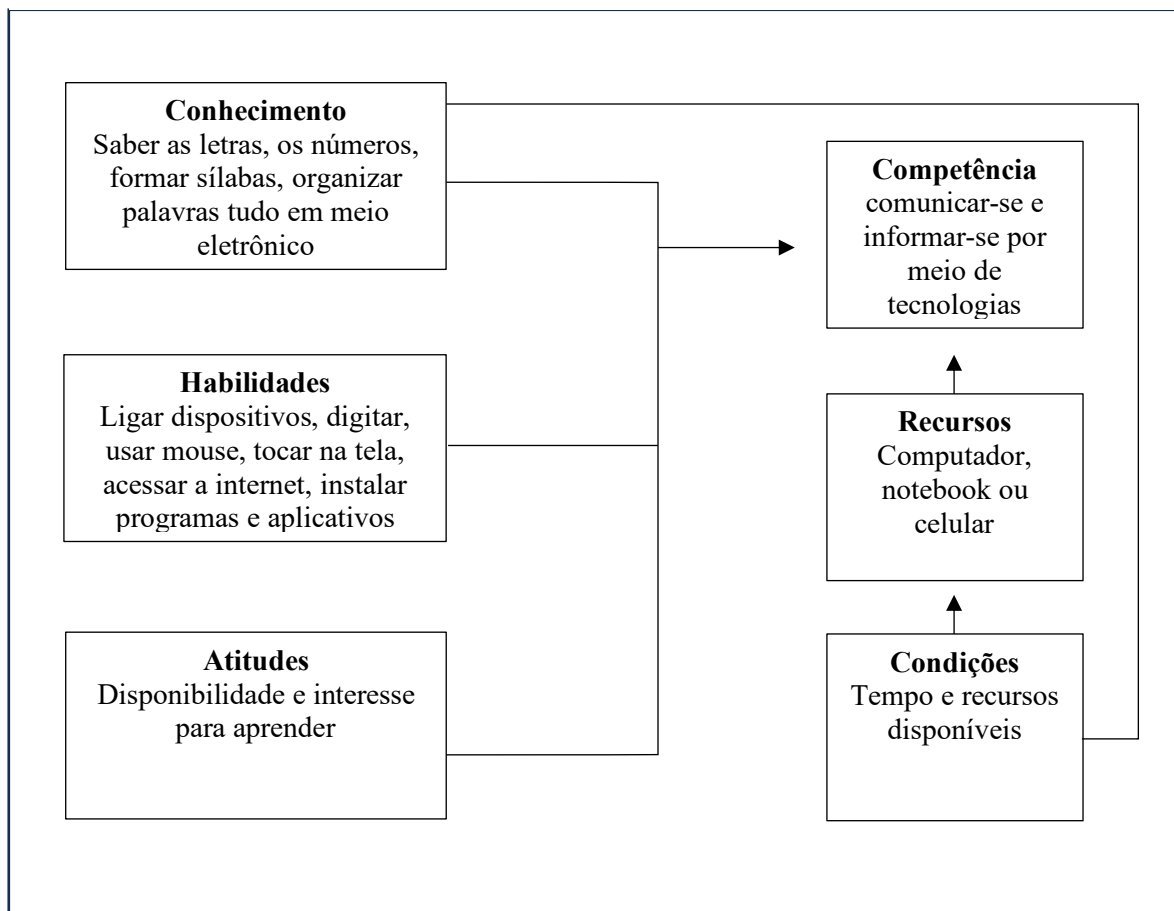 Conhecimento
Saber as letras, os números,
formar sílabas, organizar
palavras tudo em meio
eletrônico
Competência
comunicar-se e
informar-se por
meio de
tecnologias
Habilidades
Ligar dispositivos, digitar,
usar mouse, tocar na tela,
acessar a internet, instalar
programas e aplicativos
Recursos
Computador,
notebook ou
celular
Atitudes
Disponibilidade e interesse
para aprender
Condições
Tempo e recursos
disponíveis